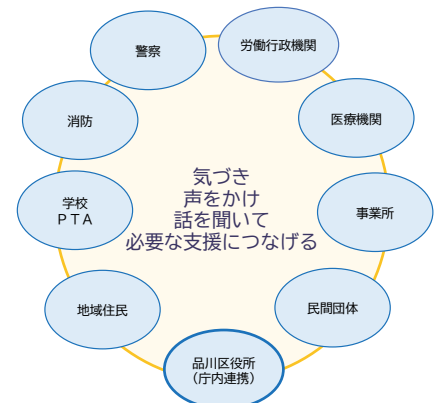 警察
労働行政機関
消防
医療機関
気づき
声をかけ
話を聞いて
必要な支援につなげる
学校
ＰＴＡ
事業所
地域住民
民間団体
品川区役所
（庁内連携）